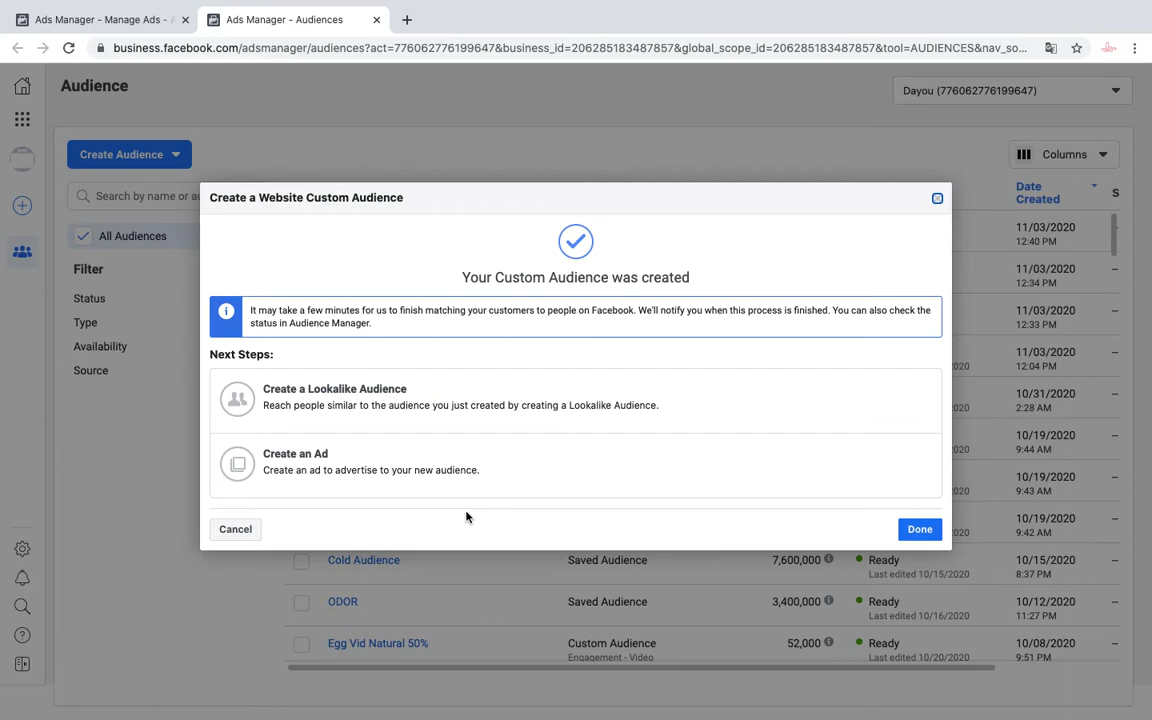 Ads Manager - Manage Ads - A
Ads Manager - Audiences
business.facebook.com/adsmanager/audiences?act=776062776199647&business_id=206285183487857&global_scope_id=206285183487857&tool=AUDIENCES&nav_so...
Audience
Dayou (776062776199647)
Create Audience
Columns
Search by name or au
Date Created
S
All Audiences
Filter
Status
Type
Availability
Source
Create a Website Custom Audience
Your Custom Audience was created
It may take a few minutes for us to finish matching your customers to people on Facebook. We'll notify you when this process is finished. You can also check the
status in Audience Manager.
Next Steps:
Create a Lookalike Audience
Reach people similar to the audience you just created by creating a Lookalike Audience.
Create an Ad
Create an ad to advertise to your new audience.
Cancel
Done
11/03/2020
12:40 PM
--
11/03/2020
12:34 PM
--
11/03/2020
12:33 PM
--
11/03/2020
--
020
12:04 PM
10/31/2020
--
020
2:28 AM
10/19/2020
--
020
9:44 AM
10/19/2020
--
020
9:43 AM
10/19/2020
--
020
9:42 AM
Cold Audience
Saved Audience
7,600,000
Ready
10/15/2020
--
Last edited 10/15/2020
8:37 PM
ODOR
Saved Audience
3,400,000
Ready
10/12/2020
--
Last edited 10/16/2020
11:27 PM
Egg Vid Natural 50%
Custom Audience
52,000
Ready
10/08/2020
--
Engagement - Video
Last edited 10/20/2020
9:51 PM